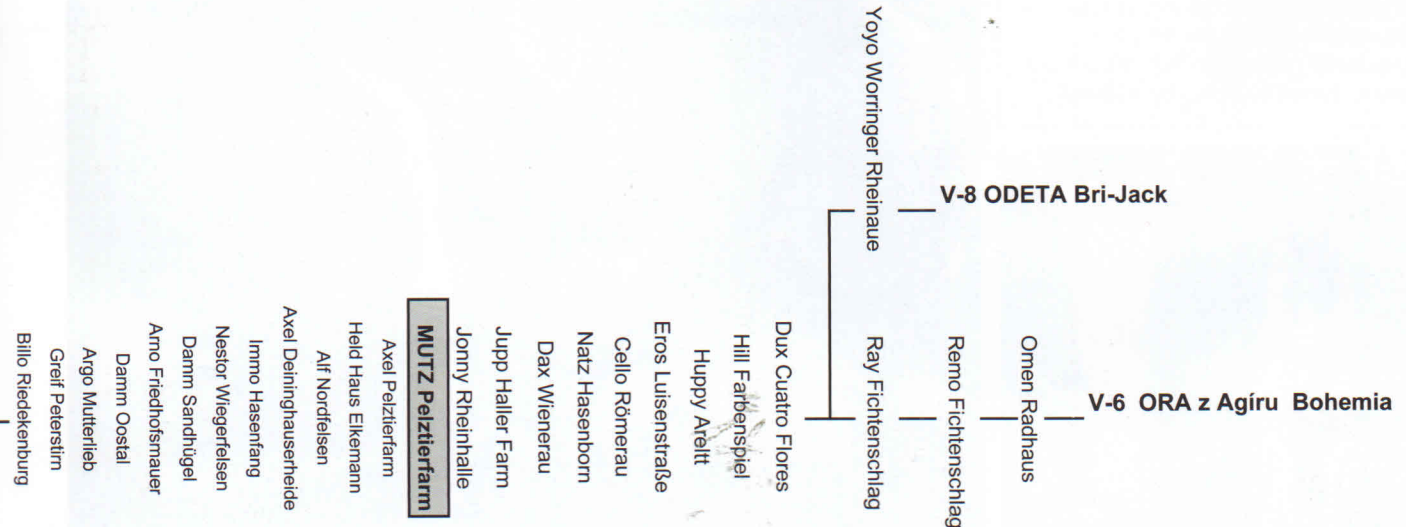 V-6 ORA z Agíru Bohemia
V-8 ODETA Bri-Jack
Omen Radhaus
Remo Fichtenschlag
Yoyo Worringer Rheinaue
Ray Fichtenschlag
Dux Cuatro Flores
Hill Farbenspiel
Huppy Areltt
Eros Luisenstraße
Cello Römerau
Natz Hasenborn
Dax Wienerau
Jupp Haller Farm
Jonny Rheinhalle
MUTZ Pelztierfarm
Axel Pelztierfarm
Held Haus Elkemann
Alf Nordfelsen
Axel Deininghauserheide
Immo Hasenfang
Nestor Wiegerfelsen
Damm Sandhügel
Arno Friedhofsmauer
Damm Oostal
Argo Mutterlieb
Greif Peterstirn
Billo Riedekenburg